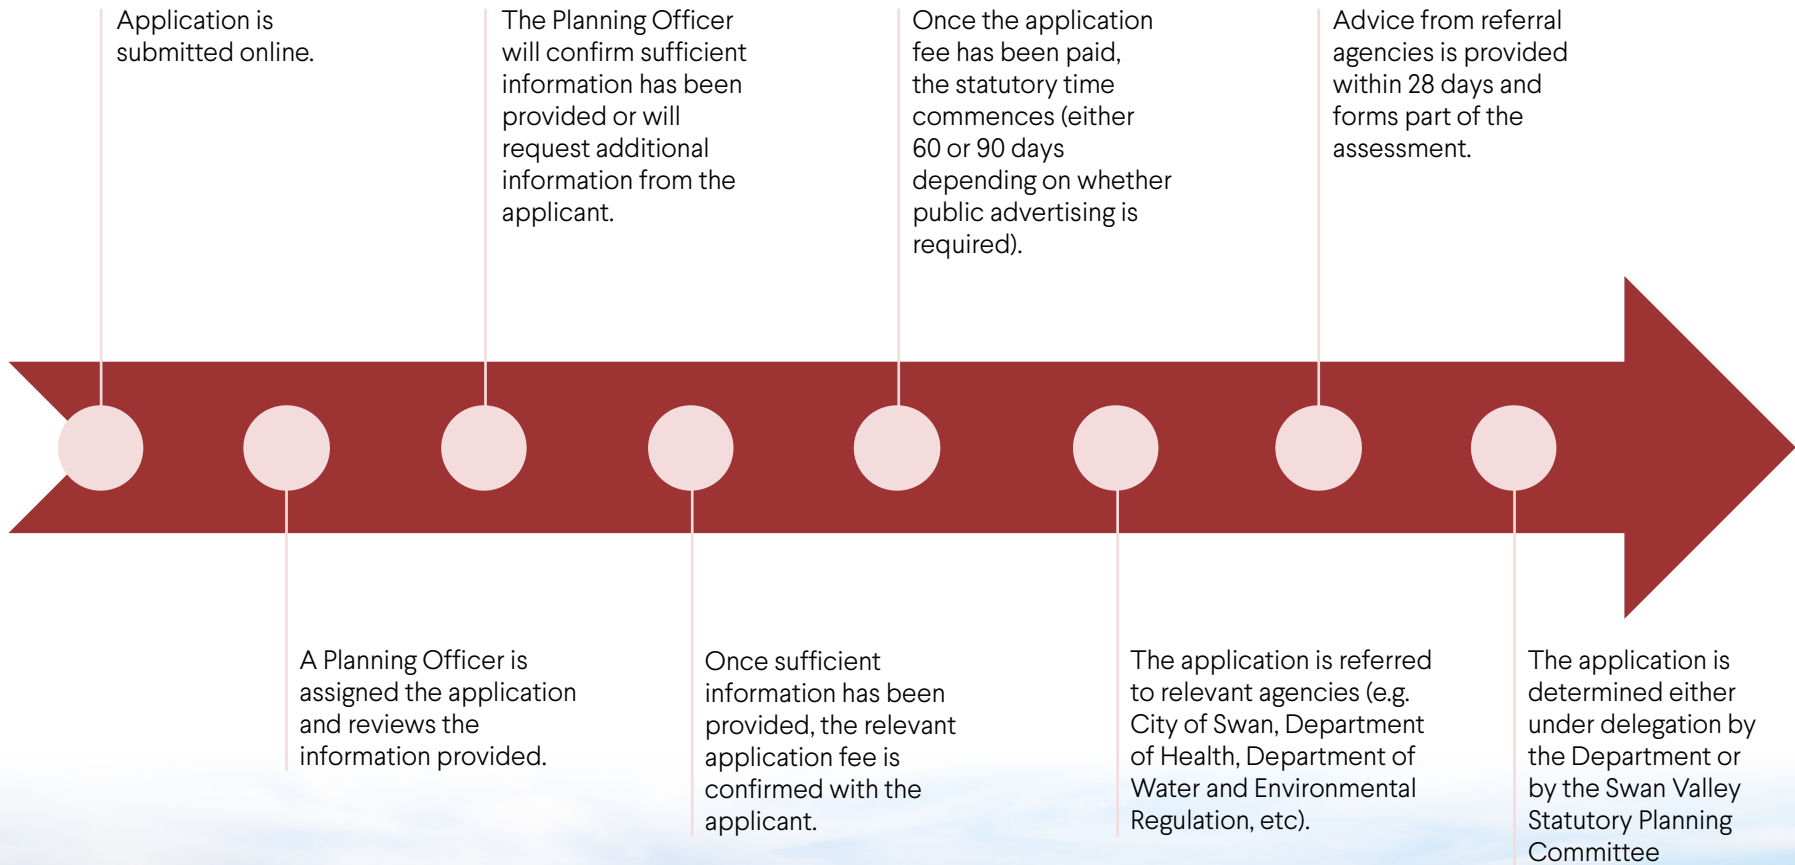 Application is
submitted online.
A Planning Officer is
assigned the application
and reviews the
information provided.
The Planning Officer
will confirm sufficient
information has been
provided or will
request additional
information from the
applicant.
Once sufficient
information has been
provided, the relevant
application fee is
confirmed with the
applicant.
Once the application
fee has been paid,
the statutory time
commences (either
60 or 90 days
depending on whether
public advertising is
required).
The application is referred
to relevant agencies (e.g.
City of Swan, Department
of Health, Department of
Water and Environmental
Regulation, etc).
Advice from referral
agencies is provided
within 28 days and
forms part of the
assessment.
The application is
determined either
under delegation by
the Department or
by the Swan Valley
Statutory Planning
Committee